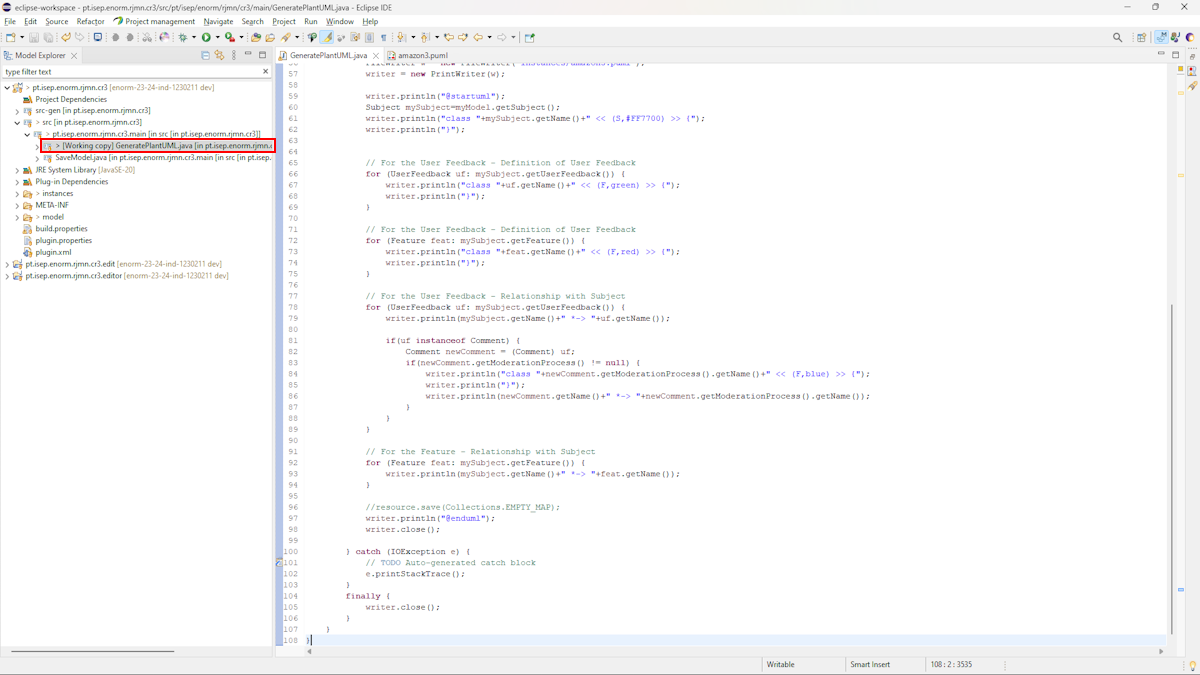 eclipse-workspace - pt.isep.enorm.rjmn.cr3/src/pt/isep/enorm/rjmn/cr3/main/GeneratePlantUML.java - Eclipse IDE
File Edit Source Refactor Project management Navigate Search Project Run Window Help
Model Explorer
type filter text
> pt.isep.enorm.rjmn.cr3 [enorm-23-24-ind-1230211 dev]
Project Dependencies
src-gen [in pt.isep.enorm.rjmn.cr3]
> src [in pt.isep.enorm.rjmn.cr3]
> pt.isep.enorm.rjmn.cr3.main [in src [in pt.isep.enorm.rjmn.cr3]]
> [Working copy] GeneratePlantUML.java [in pt.isep.enorm.rjmn.
SaveModel.java [in pt.isep.enorm.rjmn.cr3.main [in src [in pt.isep.
JRE System Library [JavaSE-20]
Plug-in Dependencies
> instances
META-INF
> model
build.properties
plugin.properties
plugin.xml
pt.isep.enorm.rjmn.cr3.edit [enorm-23-24-ind-1230211 dev]
pt.isep.enorm.rjmn.cr3.editor [enorm-23-24-ind-1230211 dev]
GeneratePlantUML.java amazon3.puml
57 writer = new PrintWriter(w);
58
59 writer.println("@startuml");
60 Subject mySubject=myModel.getSubject();
61 writer.println("class "+mySubject.getName()+" << (S,#FF7700) >> {");
62 writer.println("}");
63
64
65 // For the User Feedback - Definition of User Feedback
66 for (UserFeedback uf: mySubject.getUserFeedback()) {
67 writer.println("class "+uf.getName()+" << (F,green) >> {");
68 writer.println("}");
69 }
70
71 // For the User Feedback - Definition of User Feedback
72 for (Feature feat: mySubject.getFeature()) {
73 writer.println("class "+feat.getName()+" << (F,red) >> {");
74 writer.println("}");
75 }
76
77 // For the User Feedback - Relationship with Subject
78 for (UserFeedback uf: mySubject.getUserFeedback()) {
79 writer.println(mySubject.getName()+" *-> "+uf.getName());
80
81 if(uf instanceof Comment) {
82 Comment newComment = (Comment) uf;
83 if(newComment.getModerationProcess() != null) {
84 writer.println("class "+newComment.getModerationProcess().getName()+" << (F,blue) >> {");
85 writer.println("}");
86 writer.println(newComment.getName()+" *-> "+newComment.getModerationProcess().getName());
87 }
88 }
89 }
90
91 // For the Feature - Relationship with Subject
92 for (Feature feat: mySubject.getFeature()) {
93 writer.println(mySubject.getName()+" *-> "+feat.getName());
94 }
95
96 //resource.save(Collections.EMPTY_MAP);
97 writer.println("@enduml");
98 writer.close();
99
100 } catch (IOException e) {
101 // TODO Auto-generated catch block
102 e.printStackTrace();
103 }
104 finally {
105 writer.close();
106 }
107 }
108 }
Writable Smart Insert 108 : 2 : 3535